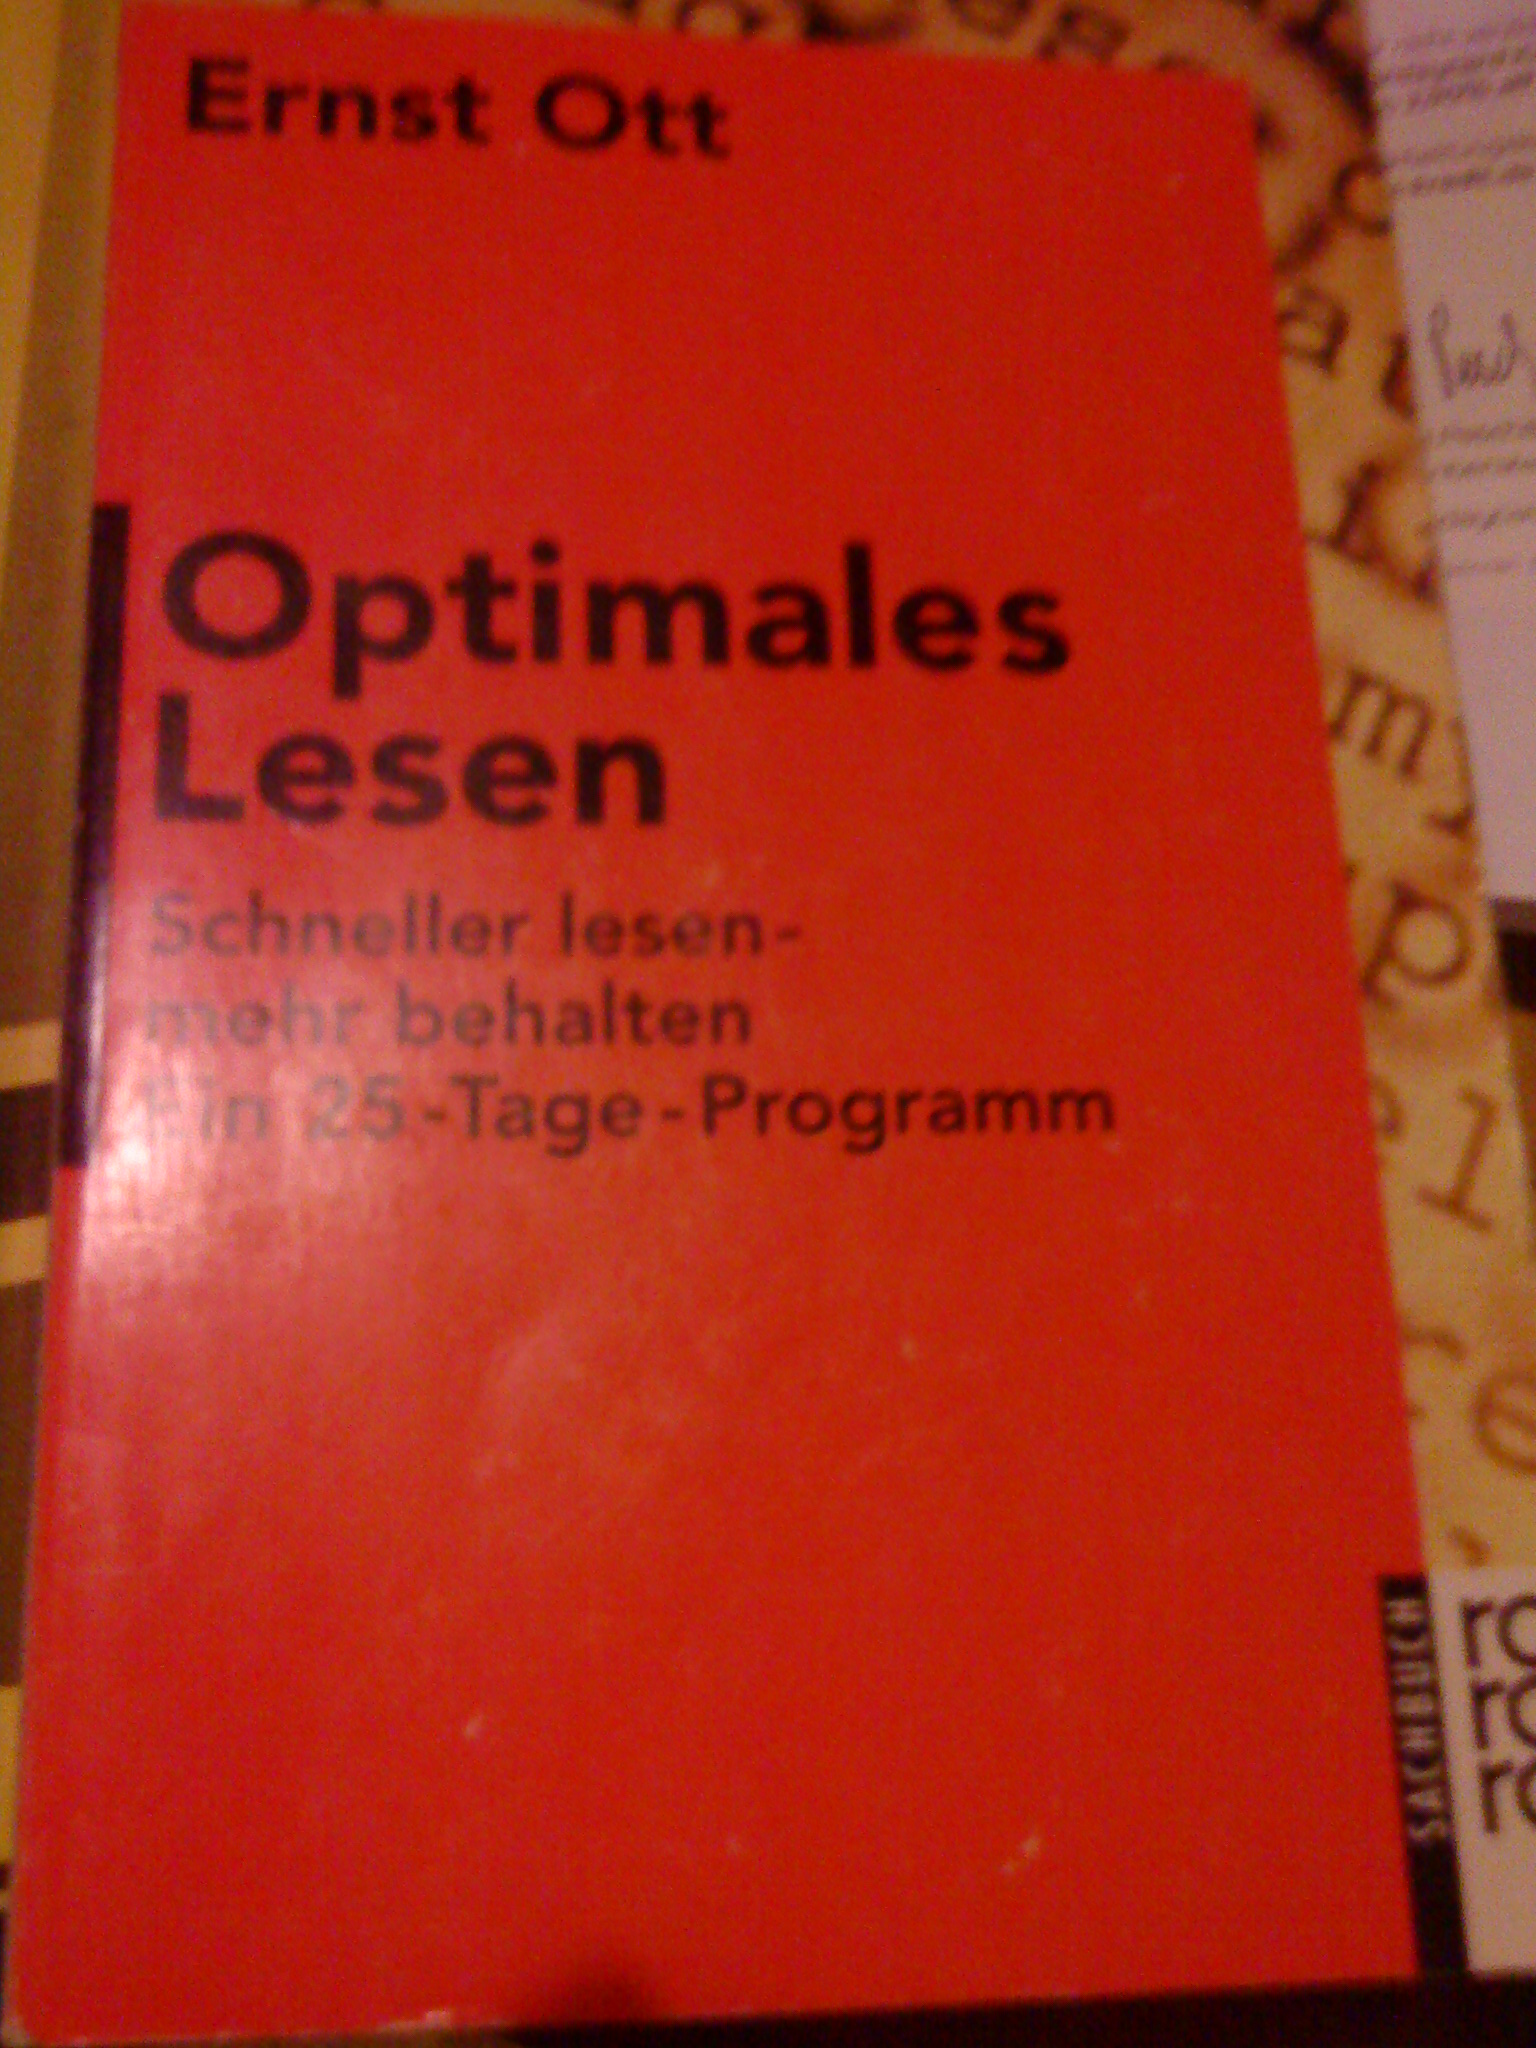 Ernst Ott
Optimales
Lesen
Schneller lesen-
mehr behalten
Ein 25-Tage-Programm
SACHBUCH
ro
ro
ro